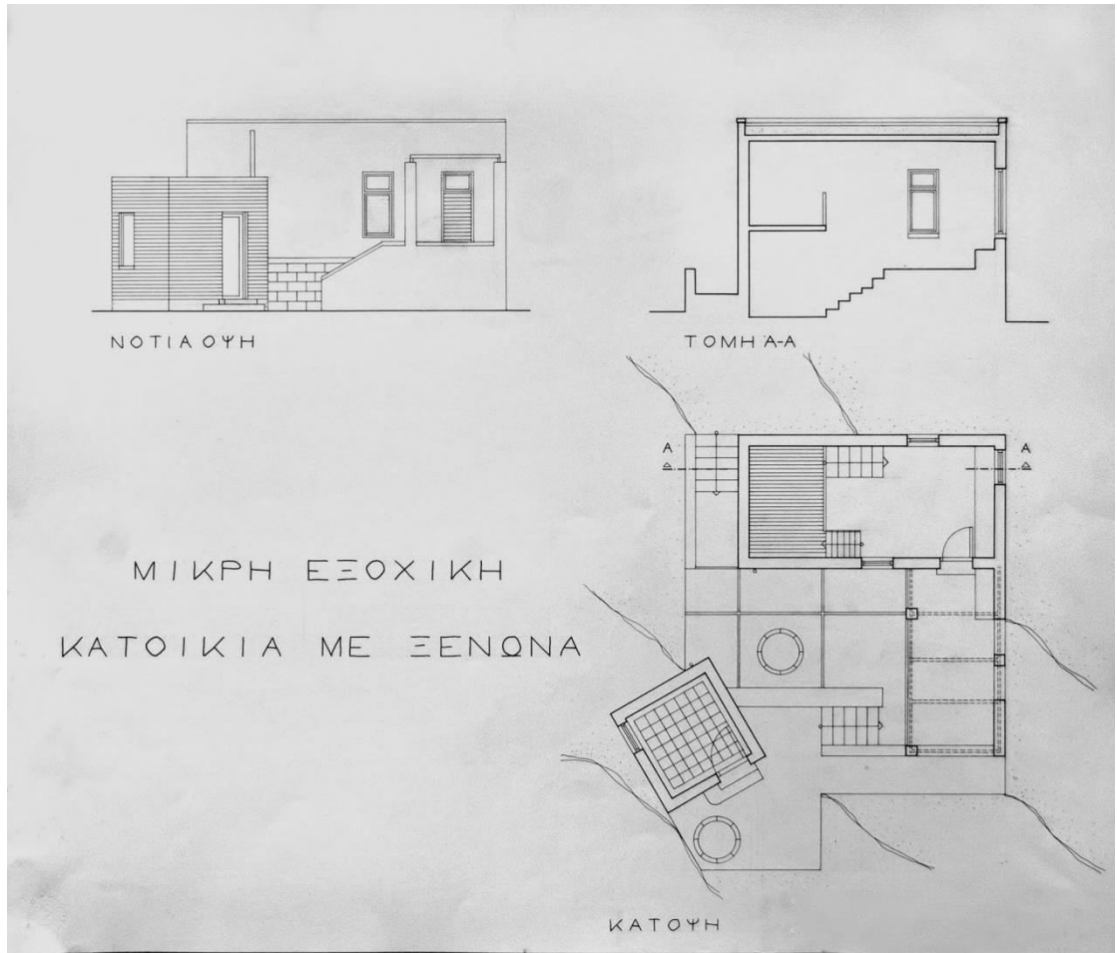 ΝΟΤΙΑ ΟΨΗ
ΤΟΜΗ Α-Α
Α
Α
ΜΙΚΡΗ ΕΞΟΧΙΚΗ
ΚΑΤΟΙΚΙΑ ΜΕ ΞΕΝΩΝΑ
ΚΑΤΟΨΗ